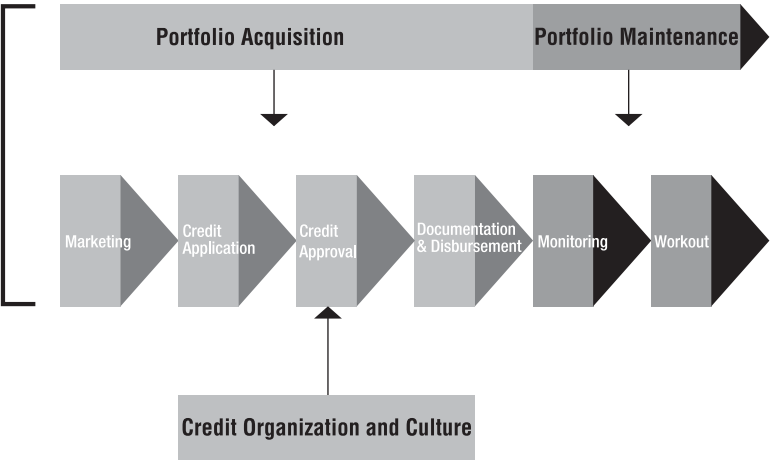 Portfolio Acquisition
Portfolio Maintenance
Marketing
Credit
Application
Credit
Approval
Documentation
& Disbursement
Monitoring
Workout
Credit Organization and Culture